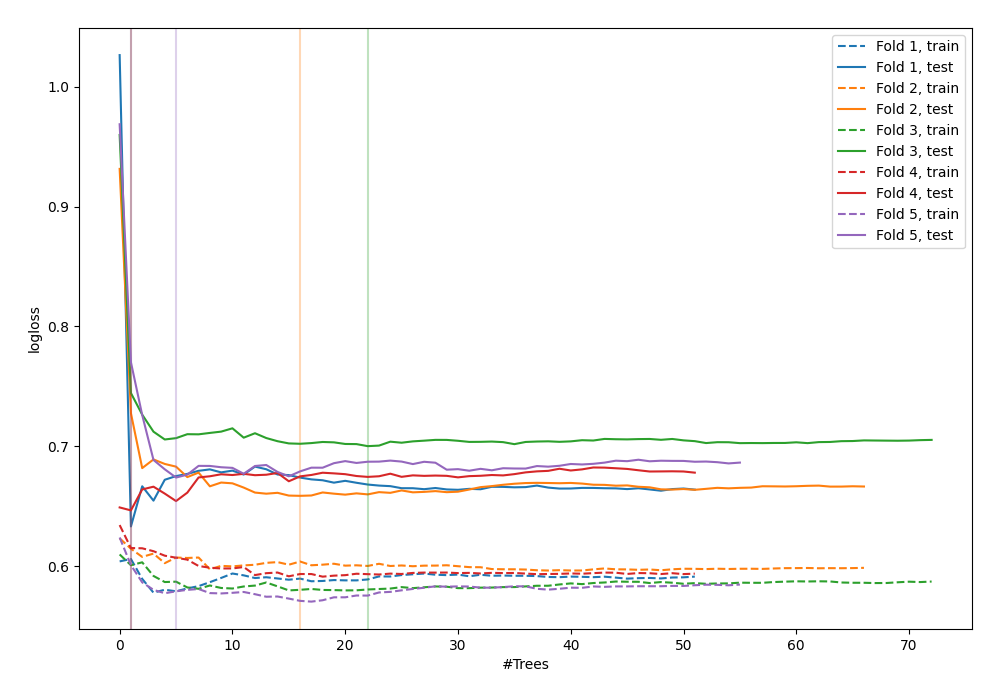 Fold 1, train
Fold 1, test
Fold 2, train
Fold 2, test
Fold 3, train
Fold 3, test
Fold 4, train
Fold 4, test
Fold 5, train
Fold 5, test
1.0
0.9
0.8
0.7
0.6
logloss
0 10 20 30 40 50 60 70
#Trees